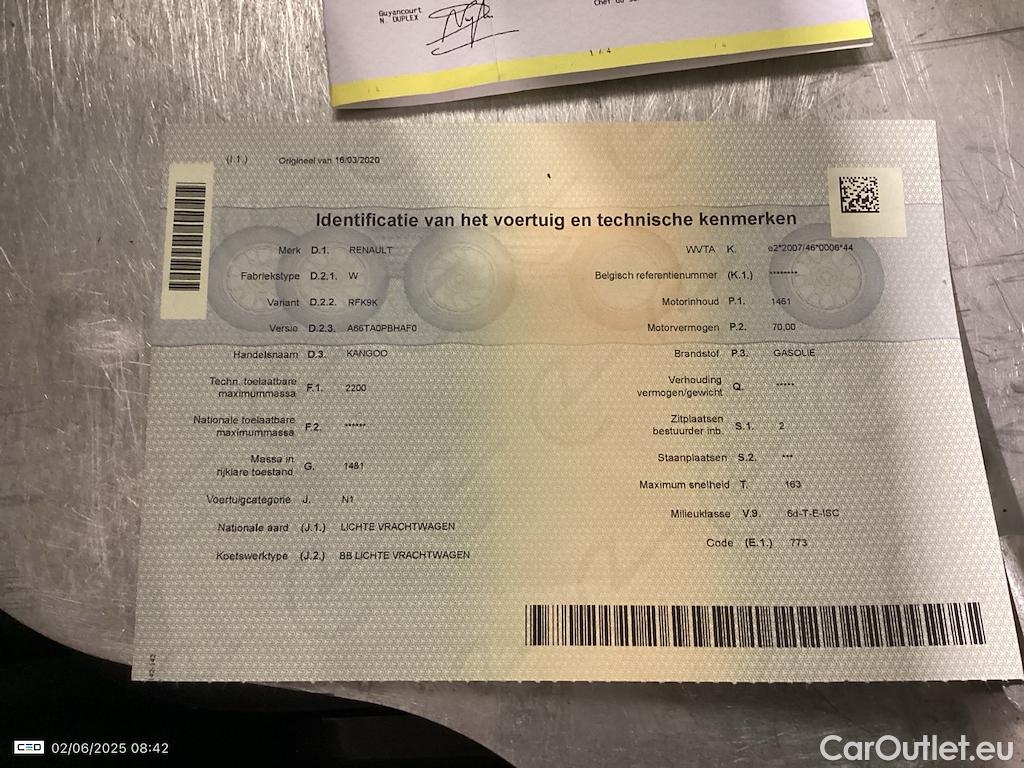 Guyancourt
N. DUPLEX
(I.1.) Origineel van 16/03/2020
Identificatie van het voertuig en technische kenmerken
Merk D.1. RENAULT
Fabriekstype D.2.1. W
Variant D.2.2. RFK9K
Versie D.2.3. A66TA0PBHAF0
Handelsnaam D.3. KANGOO
Techn. toelaatbare
maximummassa F.1. 2200
Nationale toelaatbare
maximummassa F.2. ******
Massa in
rijklare toestand G. 1481
Voertuigcategorie J. N1
Nationale aard (J.1.) LICHTE VRACHTWAGEN
Koetswerktype (J.2.) BB LICHTE VRACHTWAGEN
WVTA K. e2*2007/46*0006*44
Belgisch referentienummer (K.1.) ********
Motorinhoud P.1. 1461
Motorvermogen P.2. 70,00
Brandstof P.3. GASOLIE
Verhouding
vermogen/gewicht Q. *****
Zitplaatsen
bestuurder inb. S.1. 2
Staanplaatsen S.2. ***
Maximum snelheid T. 163
Milieuklasse V.9. 6d-T-E-ISC
Code (E.1.) 773
02/06/2025 08:42
CarOutlet.eu